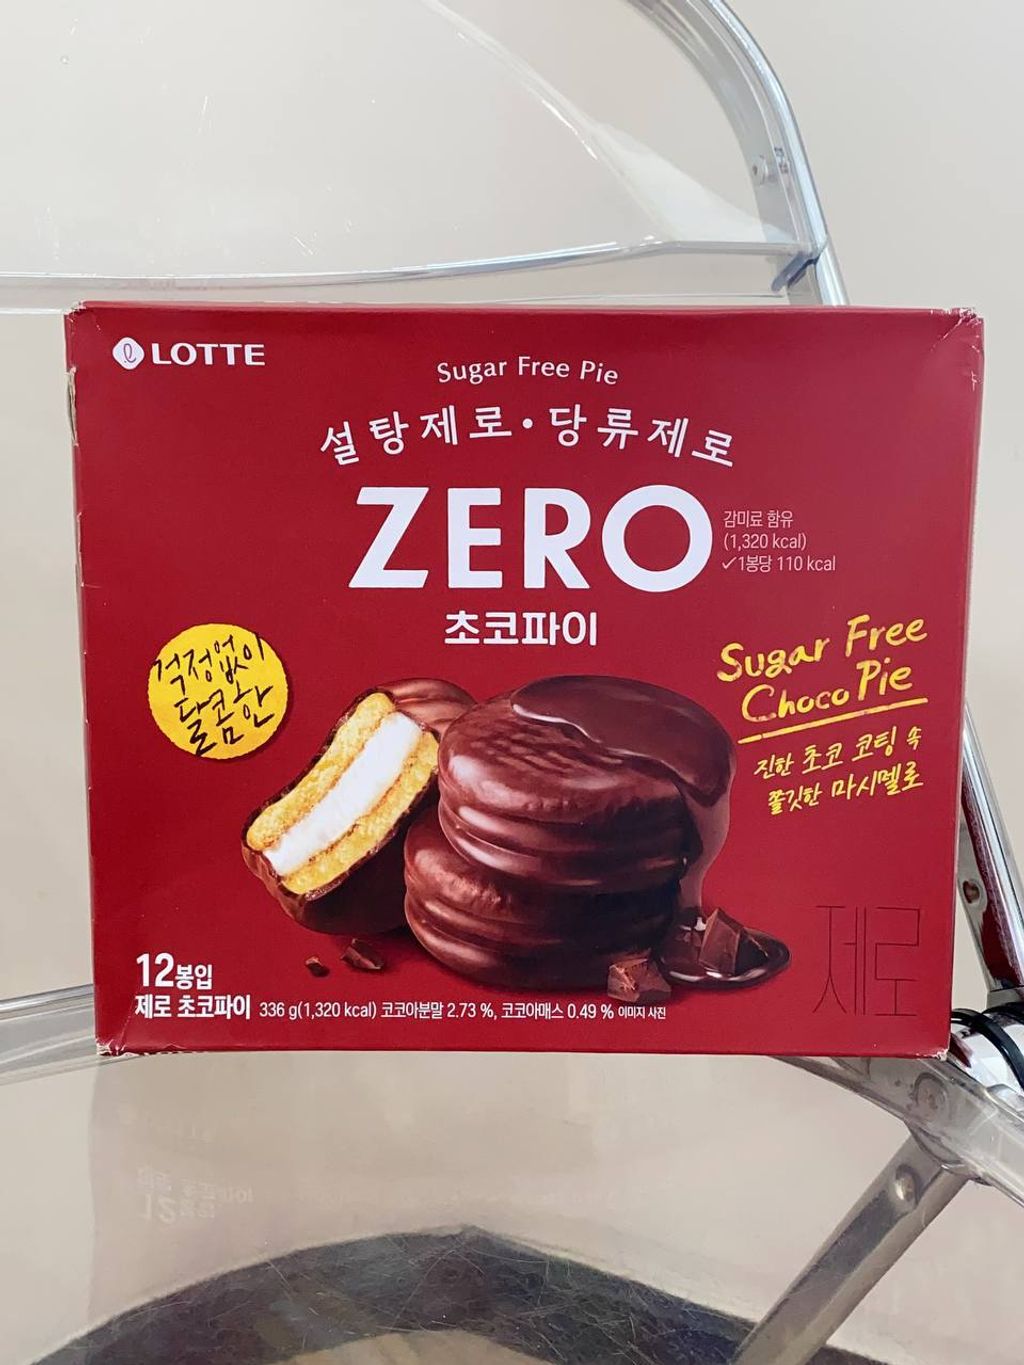 LOTTE
Sugar Free Pie
설탕제로·당류제로
ZERO
감미료 함유
(1,320 kcal)
✓1봉당 110 kcal
초코파이
걱정없이
달콤한
Sugar Free
Choco Pie
진한 초코 코팅 속
쫄깃한 마시멜로
제로
12봉입
제로 초코파이 336 g(1,320 kcal) 코코아분말 2.73 %, 코코아매스 0.49 % 이미지 사진